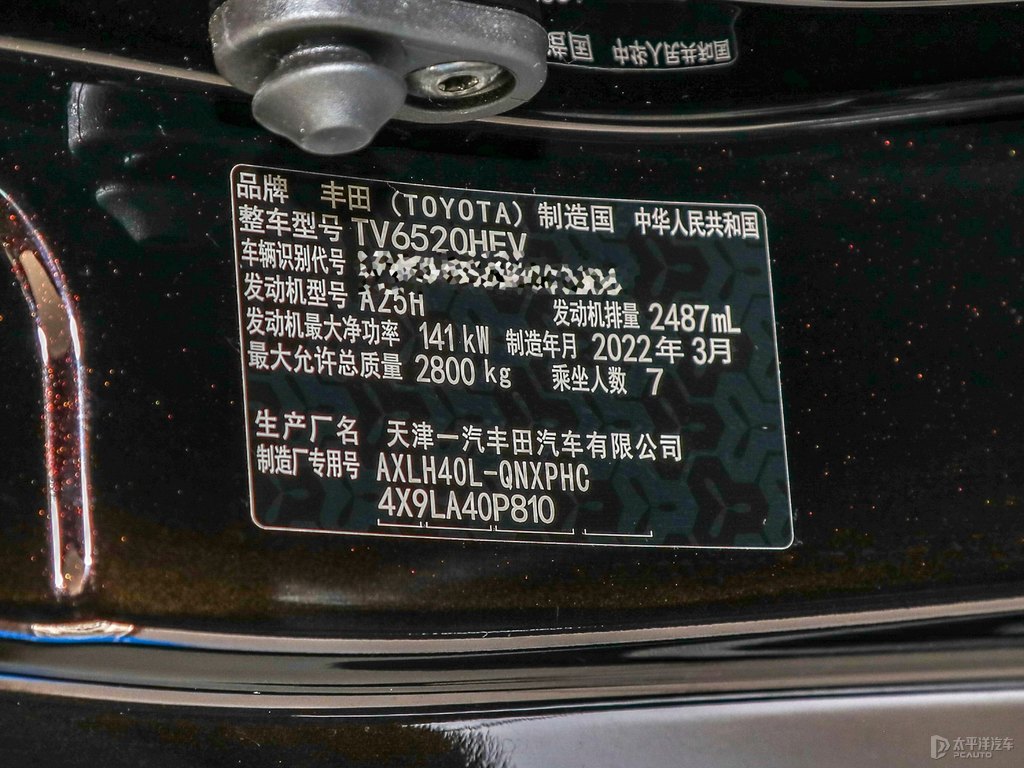 品牌 丰田 (TOYOTA) 制造国 中华人民共和国
整车型号 TV6520HEV
车辆识别代号
发动机型号 A25H 发动机排量 2487mL
发动机最大净功率 141 kW 制造年月 2022年 3月
最大允许总质量 2800 kg 乘坐人数 7
生产厂名 天津一汽丰田汽车有限公司
制造厂专用号 AXLH40L-QNXPHC
4X9LA40P810
太平洋汽车
PCAUTO